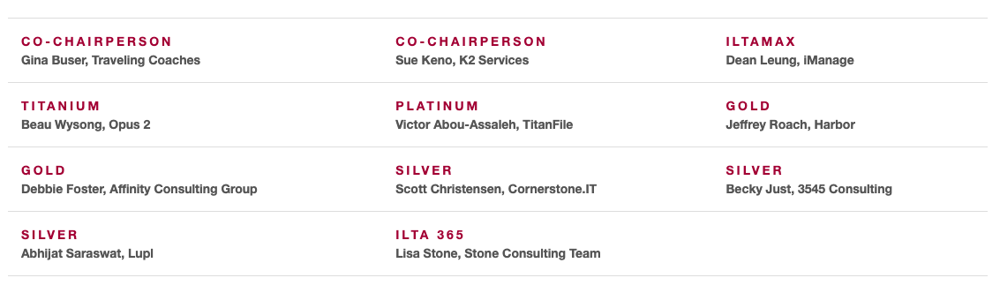 CO-CHAIRPERSON
Gina Buser, Traveling Coaches
CO-CHAIRPERSON
Sue Keno, K2 Services
ILTAMAX
Dean Leung, iManage
TITANIUM
Beau Wysong, Opus 2
PLATINUM
Victor Abou-Assaleh, TitanFile
GOLD
Jeffrey Roach, Harbor
GOLD
Debbie Foster, Affinity Consulting Group
SILVER
Scott Christensen, Cornerstone.IT
SILVER
Becky Just, 3545 Consulting
SILVER
Abhijat Saraswat, Lupl
ILTA 365
Lisa Stone, Stone Consulting Team